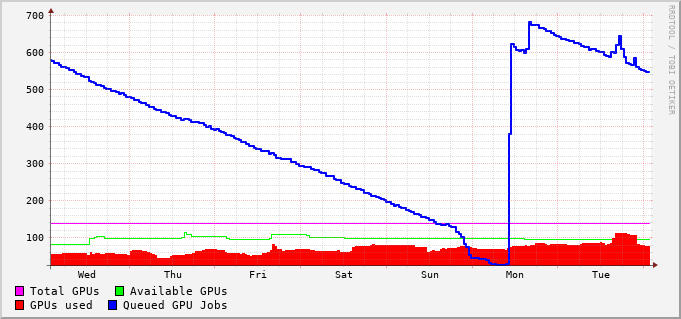 700
600
500
400
300
200
100
Wed Thu Fri Sat Sun Mon Tue
Total GPUs Available GPUs
GPUs used Queued GPU Jobs
RRDTOOL / TOBI OETIKER